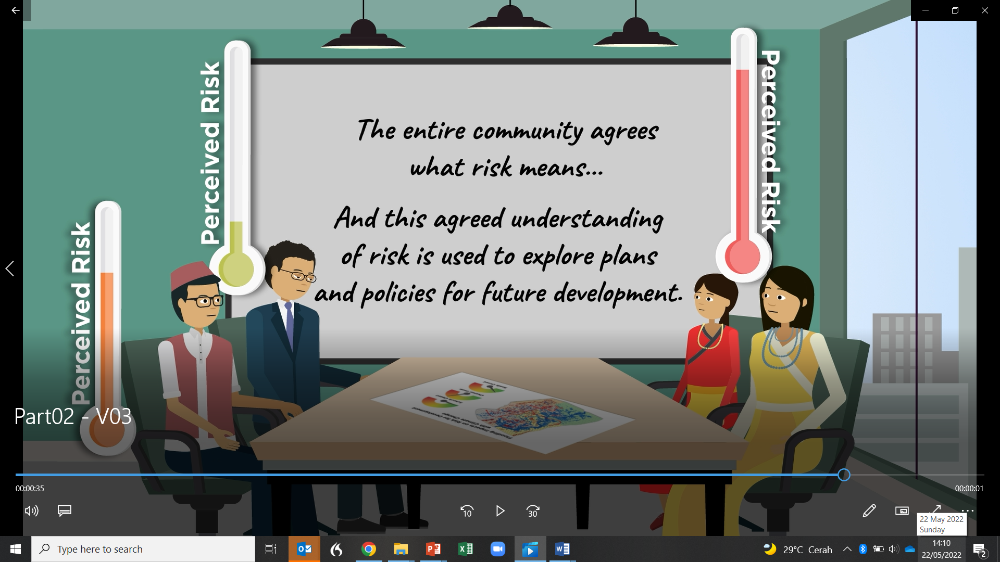 Perceived Risk
Perceived Risk
Perceived Risk
The entire community agrees
what risk means...
And this agreed understanding
of risk is used to explore plans
and policies for future development.
Part02 - V03
00:00:35
00:00:01
10
30
22 May 2022
Sunday
Type here to search
29°C Cerah
14:10
22/05/2022
2